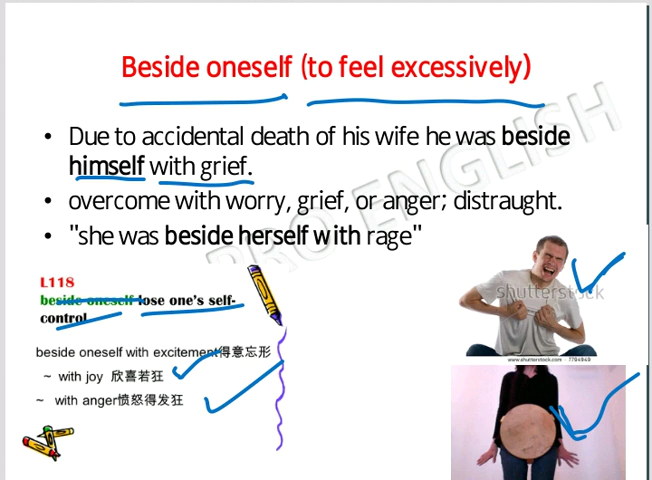 Beside oneself (to feel excessively)
• Due to accidental death of his wife he was beside
himself with grief.
• overcome with worry, grief, or anger; distraught.
• "she was beside herself with rage"
PRO ENGLISH
L118
beside oneself lose one's self-
control
beside oneself with excitement得意忘形
~ with joy 欣喜若狂
~ with anger愤怒得发狂
shutterstock
www.shutterstock.com · 7764949